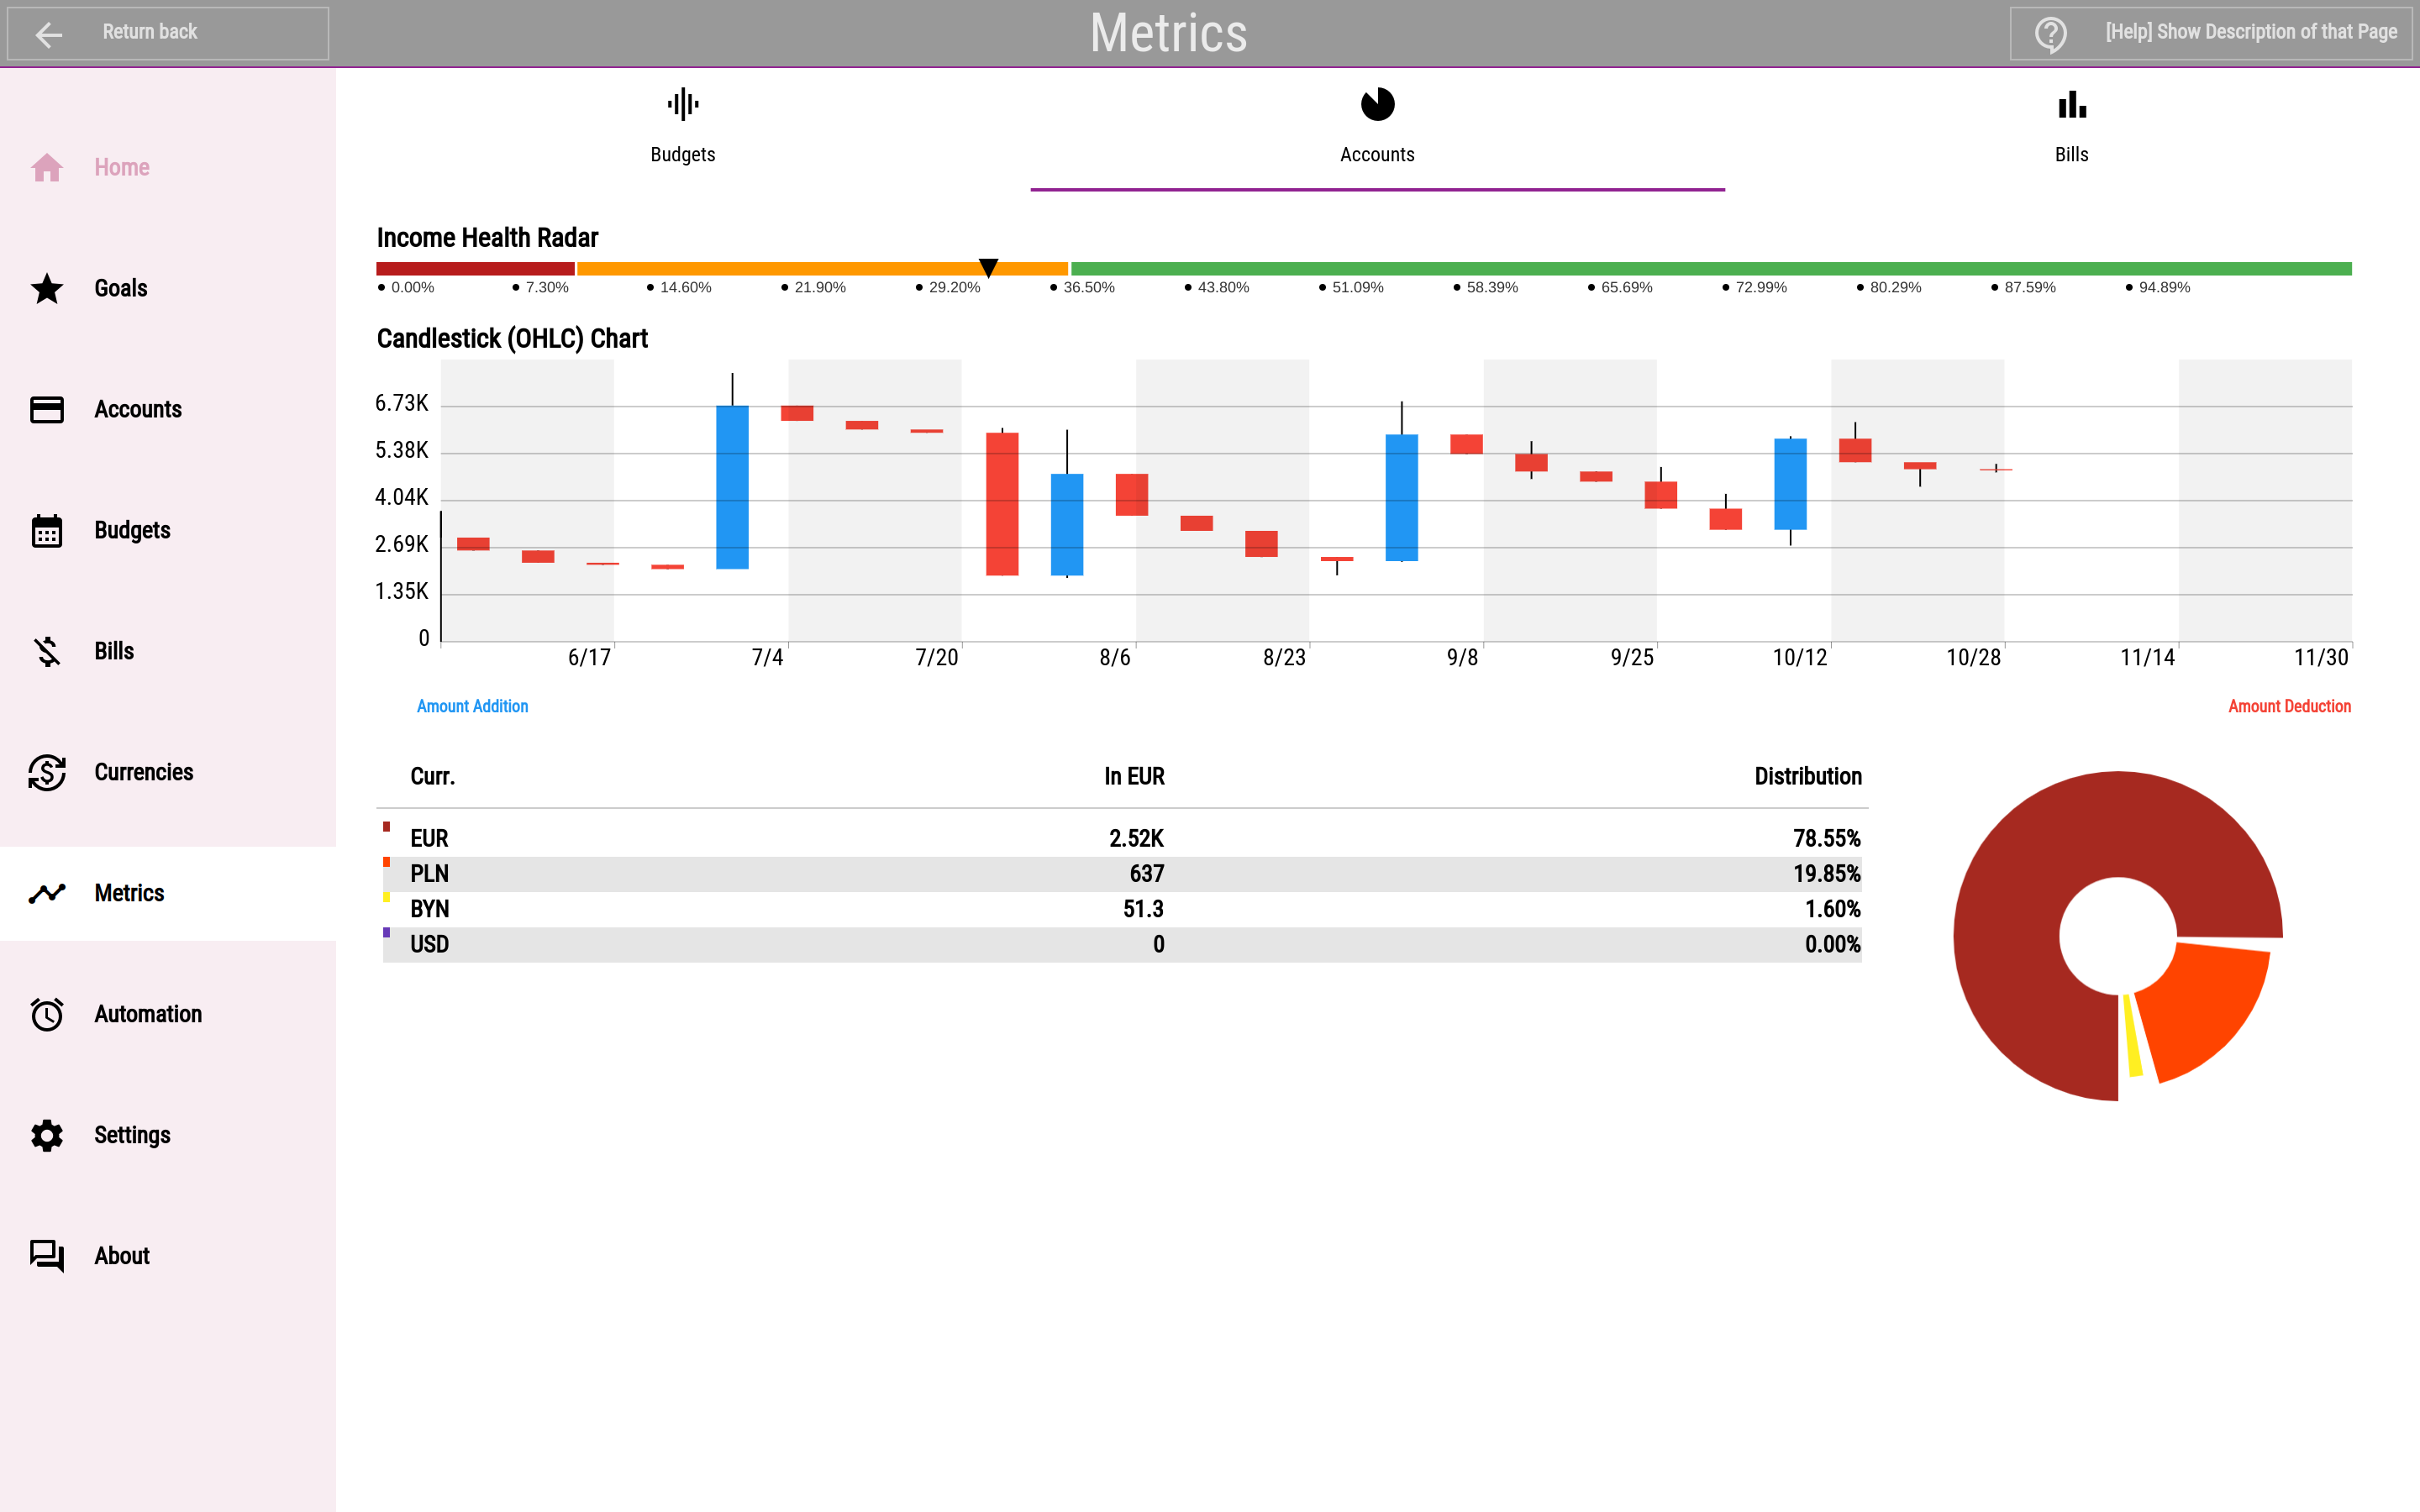 Return back
Metrics
[Help] Show Description of that Page
Home
Goals
Accounts
Budgets
Bills
Currencies
Metrics
Automation
Settings
About
Budgets
Accounts
Bills
Income Health Radar
0.00% 7.30% 14.60% 21.90% 29.20% 36.50% 43.80% 51.09% 58.39% 65.69% 72.99% 80.29% 87.59% 94.89%
Candlestick (OHLC) Chart
6.73K
5.38K
4.04K
2.69K
1.35K
0
6/17 7/4 7/20 8/6 8/23 9/8 9/25 10/12 10/28 11/14 11/30
Amount Addition
Amount Deduction
Curr. In EUR Distribution
EUR 2.52K 78.55%
PLN 637 19.85%
BYN 51.3 1.60%
USD 0 0.00%